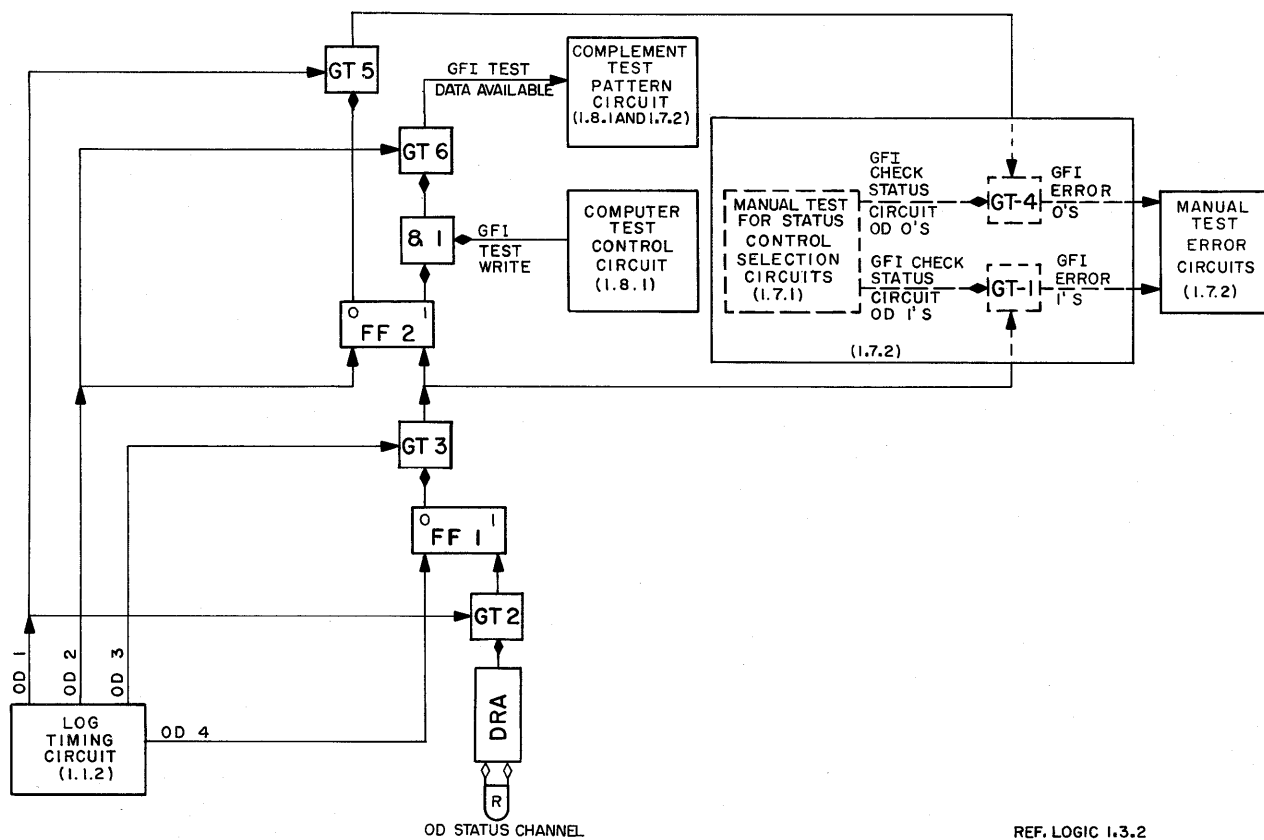 GT 5
GFI TEST
DATA AVAILABLE
COMPLEMENT
TEST
PATTERN
CIRCUIT
(1.8.1 AND 1.7.2)
GT 6
& 1
GFI
TEST
WRITE
COMPUTER
TEST
CONTROL
CIRCUIT
(1.8.1)
MANUAL TEST
FOR STATUS
CONTROL
SELECTION
CIRCUITS
(1.7.1)
GFI
CHECK
STATUS
CIRCUIT
OD O'S
GT-4
GFI
ERROR
O'S
GFI CHECK
STATUS
CIRCUIT
OD I'S
GT-1
GFI
ERROR
I'S
MANUAL
TEST
ERROR
CIRCUITS
(1.7.2)
(1.7.2)
0 1
FF 2
GT 3
0 1
FF 1
GT 2
OD 1
OD 2
OD 3
OD 4
LOG
TIMING
CIRCUIT
(1.1.2)
DRA
R
OD STATUS CHANNEL
REF. LOGIC 1.3.2